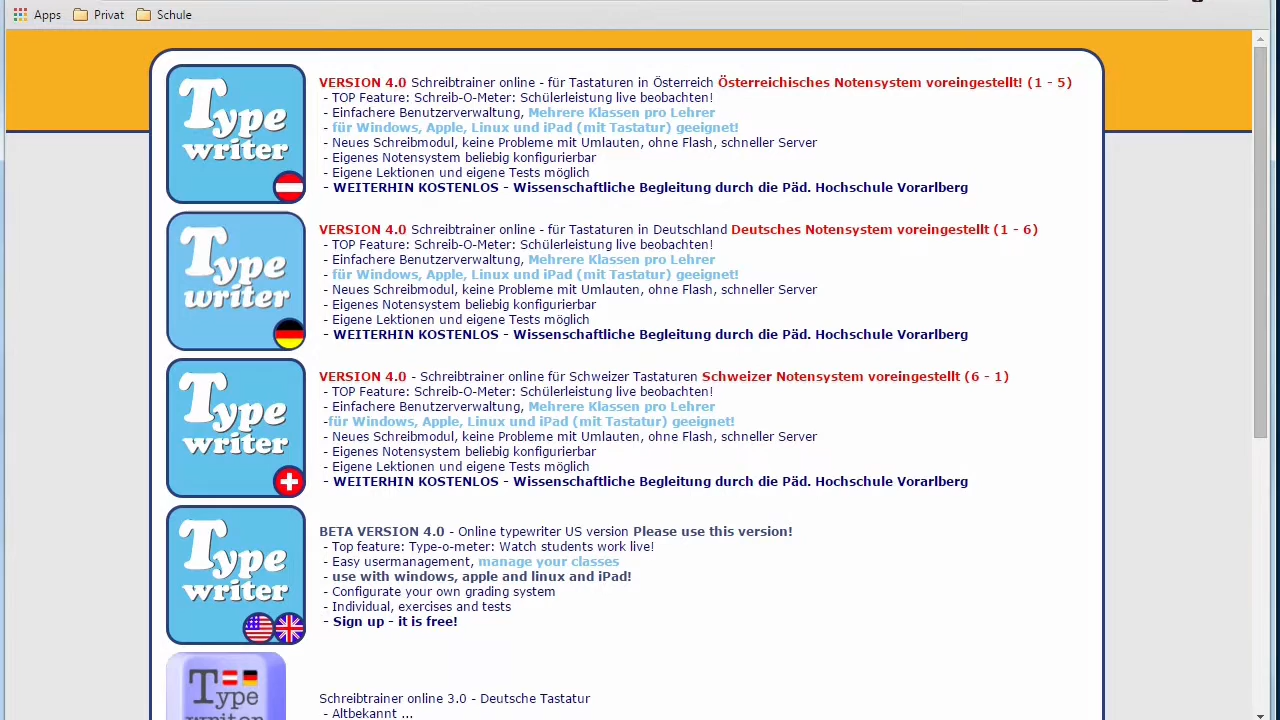 Apps Privat Schule
Type
writer
VERSION 4.0 Schreibtrainer online - für Tastaturen in Österreich Österreichisches Notensystem voreingestellt! (1 - 5)
- TOP Feature: Schreib-O-Meter: Schülerleistung live beobachten!
- Einfachere Benutzerverwaltung, Mehrere Klassen pro Lehrer
- für Windows, Apple, Linux und iPad (mit Tastatur) geeignet!
- Neues Schreibmodul, keine Probleme mit Umlauten, ohne Flash, schneller Server
- Eigenes Notensystem beliebig konfigurierbar
- Eigene Lektionen und eigene Tests möglich
- WEITERHIN KOSTENLOS - Wissenschaftliche Begleitung durch die Päd. Hochschule Vorarlberg
Type
writer
VERSION 4.0 Schreibtrainer online - für Tastaturen in Deutschland Deutsches Notensystem voreingestellt (1 - 6)
- TOP Feature: Schreib-O-Meter: Schülerleistung live beobachten!
- Einfachere Benutzerverwaltung, Mehrere Klassen pro Lehrer
- für Windows, Apple, Linux und iPad (mit Tastatur) geeignet!
- Neues Schreibmodul, keine Probleme mit Umlauten, ohne Flash, schneller Server
- Eigenes Notensystem beliebig konfigurierbar
- Eigene Lektionen und eigene Tests möglich
- WEITERHIN KOSTENLOS - Wissenschaftliche Begleitung durch die Päd. Hochschule Vorarlberg
Type
writer
VERSION 4.0 - Schreibtrainer online für Schweizer Tastaturen Schweizer Notensystem voreingestellt (6 - 1)
- TOP Feature: Schreib-O-Meter: Schülerleistung live beobachten!
- Einfachere Benutzerverwaltung, Mehrere Klassen pro Lehrer
-für Windows, Apple, Linux und iPad (mit Tastatur) geeignet!
- Neues Schreibmodul, keine Probleme mit Umlauten, ohne Flash, schneller Server
- Eigenes Notensystem beliebig konfigurierbar
- Eigene Lektionen und eigene Tests möglich
- WEITERHIN KOSTENLOS - Wissenschaftliche Begleitung durch die Päd. Hochschule Vorarlberg
Type
writer
BETA VERSION 4.0 - Online typewriter US version Please use this version!
- Top feature: Type-o-meter: Watch students work live!
- Easy usermanagement, manage your classes
- use with windows, apple and linux and iPad!
- Configurate your own grading system
- Individual, exercises and tests
- Sign up - it is free!
Type
writer
Schreibtrainer online 3.0 - Deutsche Tastatur
- Altbekannt ...